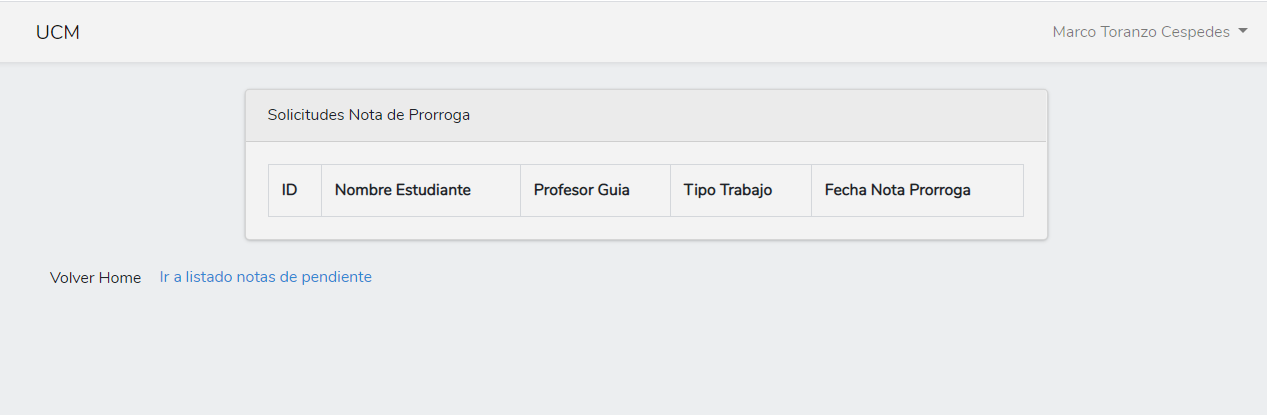 UCM
Marco Toranzo Cespedes
Solicitudes Nota de Prorroga
ID Nombre Estudiante Profesor Guia Tipo Trabajo Fecha Nota Prorroga
Volver Home Ir a listado notas de pendiente